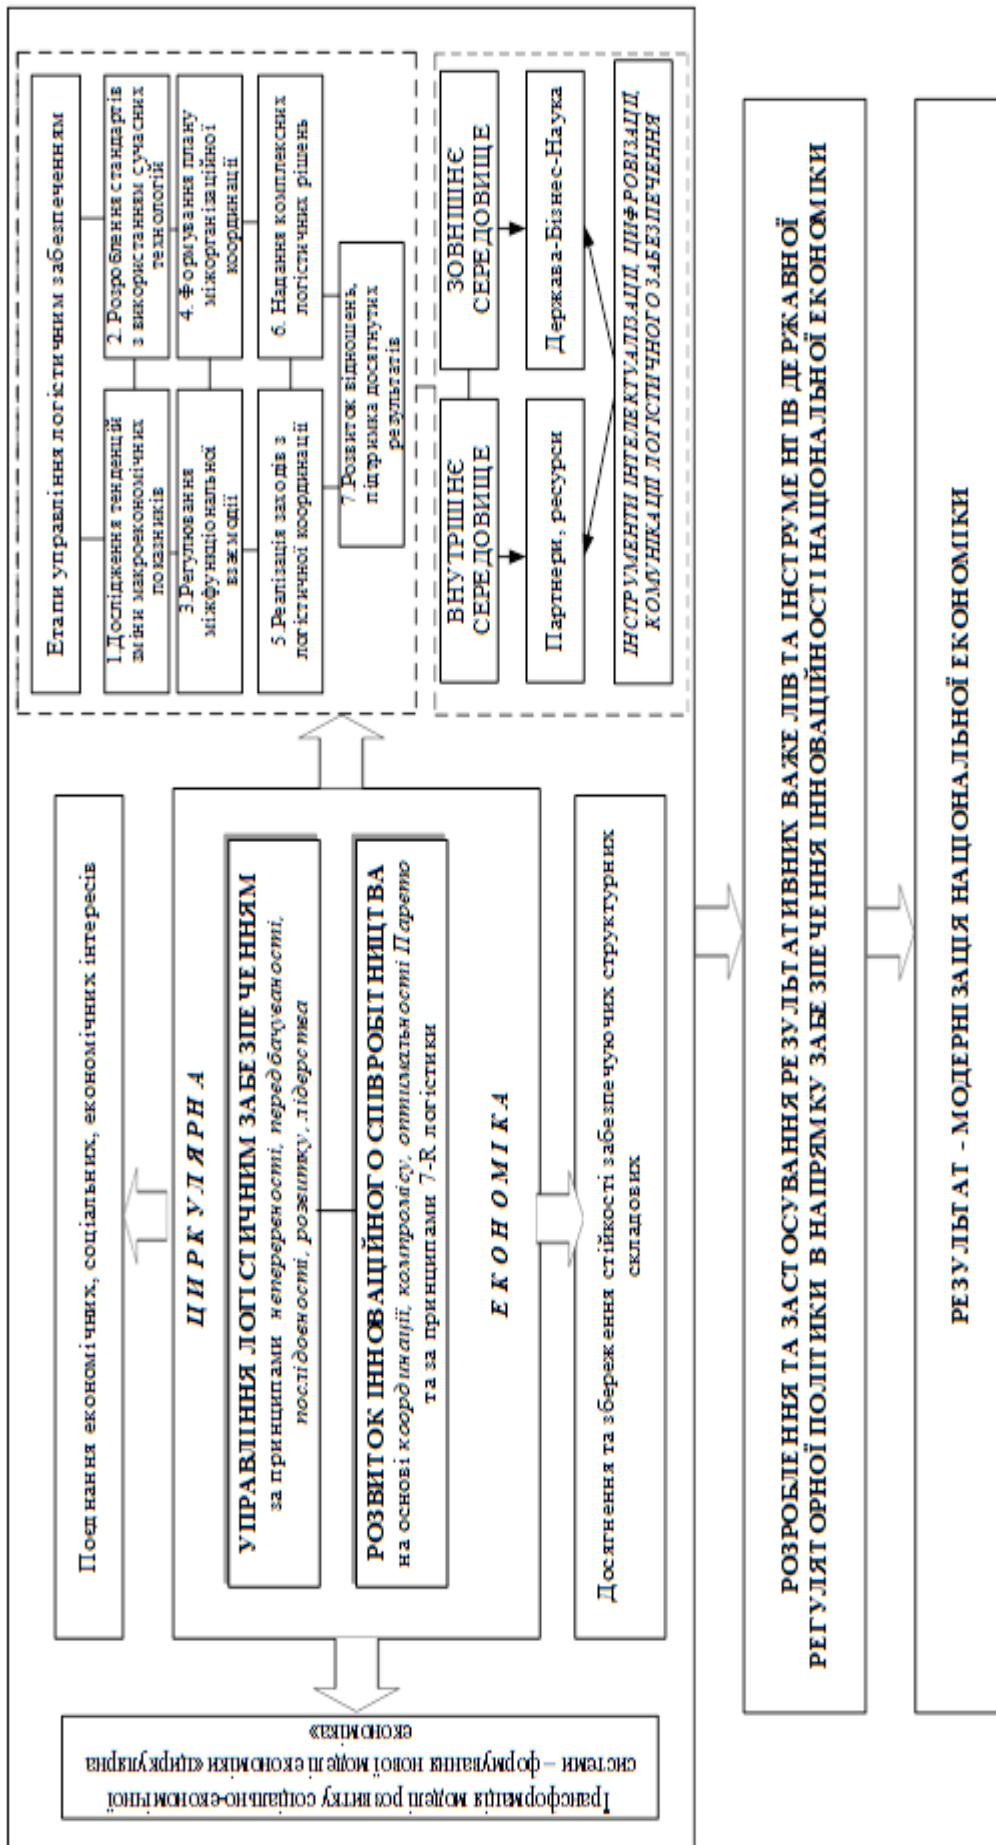 Трансформація моделі розвитку соціально-економічної
системи – формування нової моделі економіки «циркулярна
економіка»
Поєднання економічних, соціальних, економічних інтересів
ЦИРКУЛЯРНА
УПРАВЛІННЯ ЛОГІСТИЧНИМ ЗАБЕЗПЕЧЕННЯМ
за принципами неперервності, передбачуваності,
послідовності, розвитку, лідерства
РОЗВИТОК ІННОВАЦІЙНОГО СПІВРОБІТНИЦТВА
на основі координації, компромісу, оптимальності Парето
та за принципами 7-R логістики
ЕКОНОМІКА
Досягнення та збереження стійкості забезпечуючих структурних
складових
Етапи управління логістичним забезпеченням
1.Дослідження тенденцій
зміни макроекономічних
показників
2. Розроблення стандартів
з використанням сучасних
технологій
3.Регулювання
міжфункціональної
взаємодії
4. Формування плану
міжорганізаційної
координації
5 Реалізація заходів з
логістичної координації
6. Надання комплексних
логістичних рішень
7.Розвиток відношень,
підтримка досягнутих
результатів
ВНУТРІШНЄ
СЕРЕДОВИЩЕ
ЗОВНІШНЄ
СЕРЕДОВИЩЕ
Партнери, ресурси
Держава-Бізнес-Наука
ІНСТРУМЕНТИ ІНТЕЛЕКТУАЛІЗАЦІЇ, ЦИФРОВІЗАЦІЇ,
КОМУНІКАЦІЇ ЛОГІСТИЧНОГО ЗАБЕЗПЕЧЕННЯ
РОЗРОБЛЕННЯ ТА ЗАСТОСУВАННЯ РЕЗУЛЬТАТИВНИХ ВАЖЕЛІВ ТА ІНСТРУМЕНТІВ ДЕРЖАВНОЇ
РЕГУЛЯТОРНОЇ ПОЛІТИКИ В НАПРЯМКУ ЗАБЕЗПЕЧЕННЯ ІННОВАЦІЙНОСТІ НАЦІОНАЛЬНОЇ ЕКОНОМІКИ
РЕЗУЛЬТАТ - МОДЕРНІЗАЦІЯ НАЦІОНАЛЬНОЇ ЕКОНОМІКИ